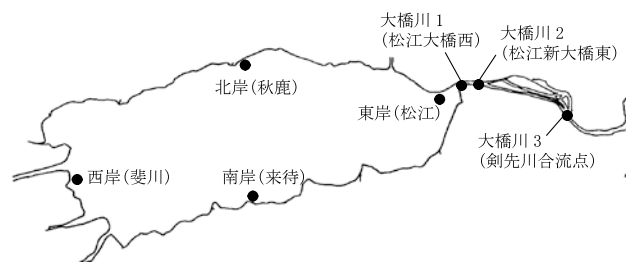 大橋川1
(松江大橋西)
大橋川2
(松江新大橋東)
北岸(秋鹿)
東岸(松江)
大橋川3
(剣先川合流点)
西岸(斐川)
南岸(来待)